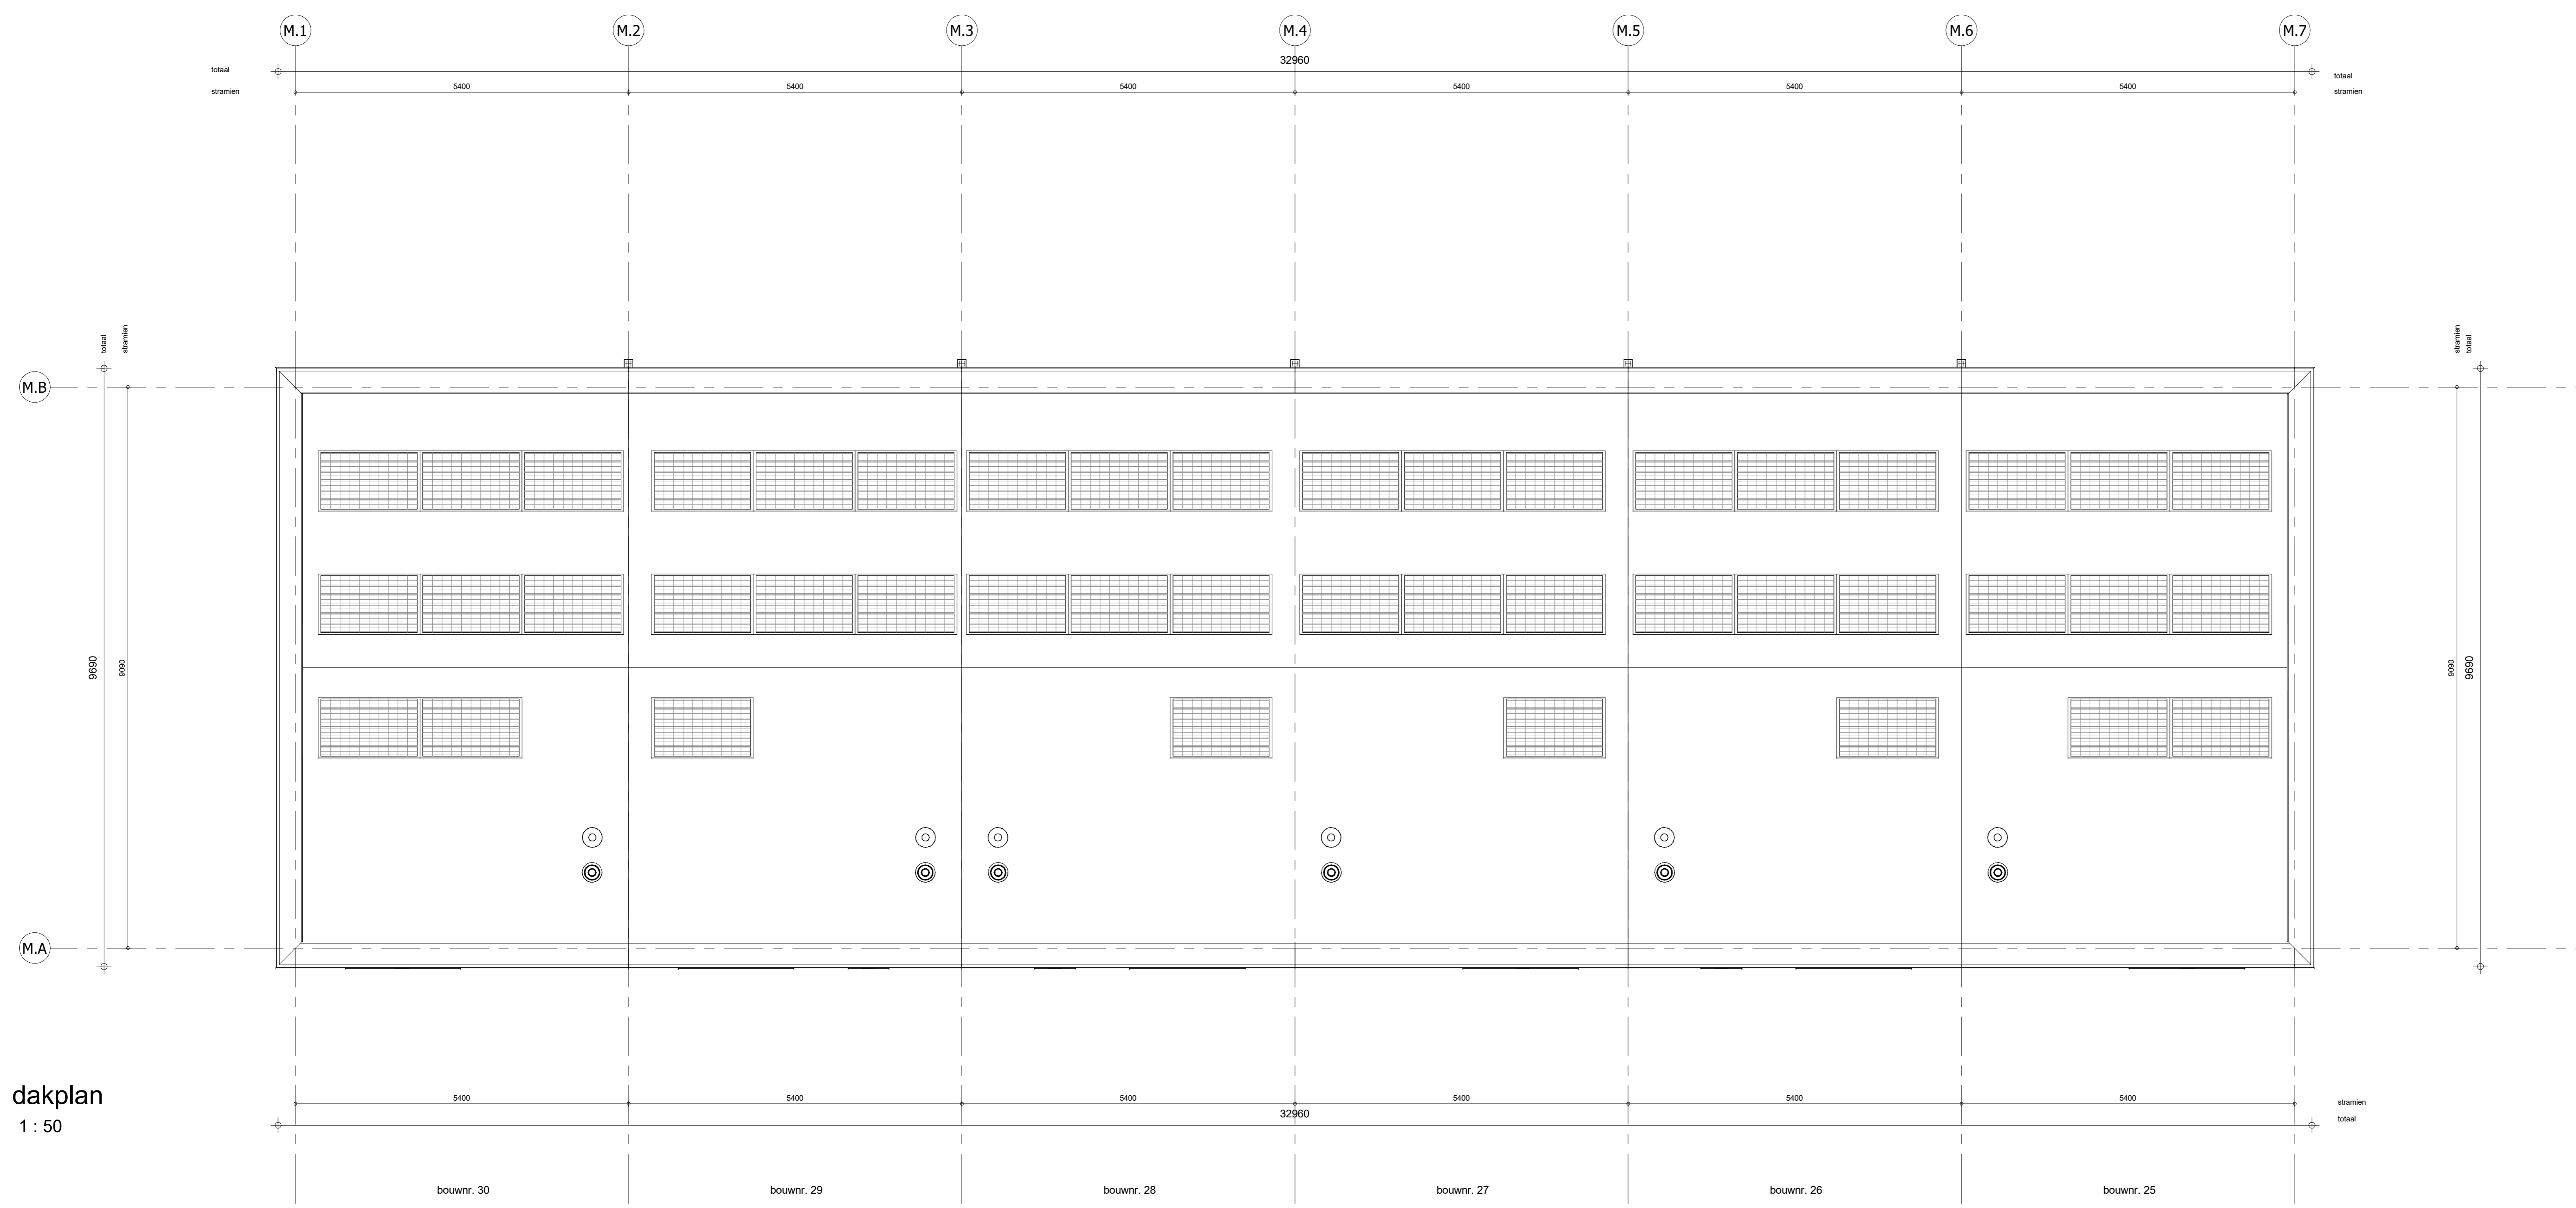 M.1 M.2 M.3 M.4 M.5 M.6 M.7
32960
totaal totaal
5400 5400 5400 5400 5400 5400
stramien stramien
totaal stramien stramien totaal
M.B
9690 9090 9090 9690
M.A
dakplan
1 : 50
5400 5400 5400 5400 5400 5400
stramien
32960
totaal
bouwnr. 30 bouwnr. 29 bouwnr. 28 bouwnr. 27 bouwnr. 26 bouwnr. 25